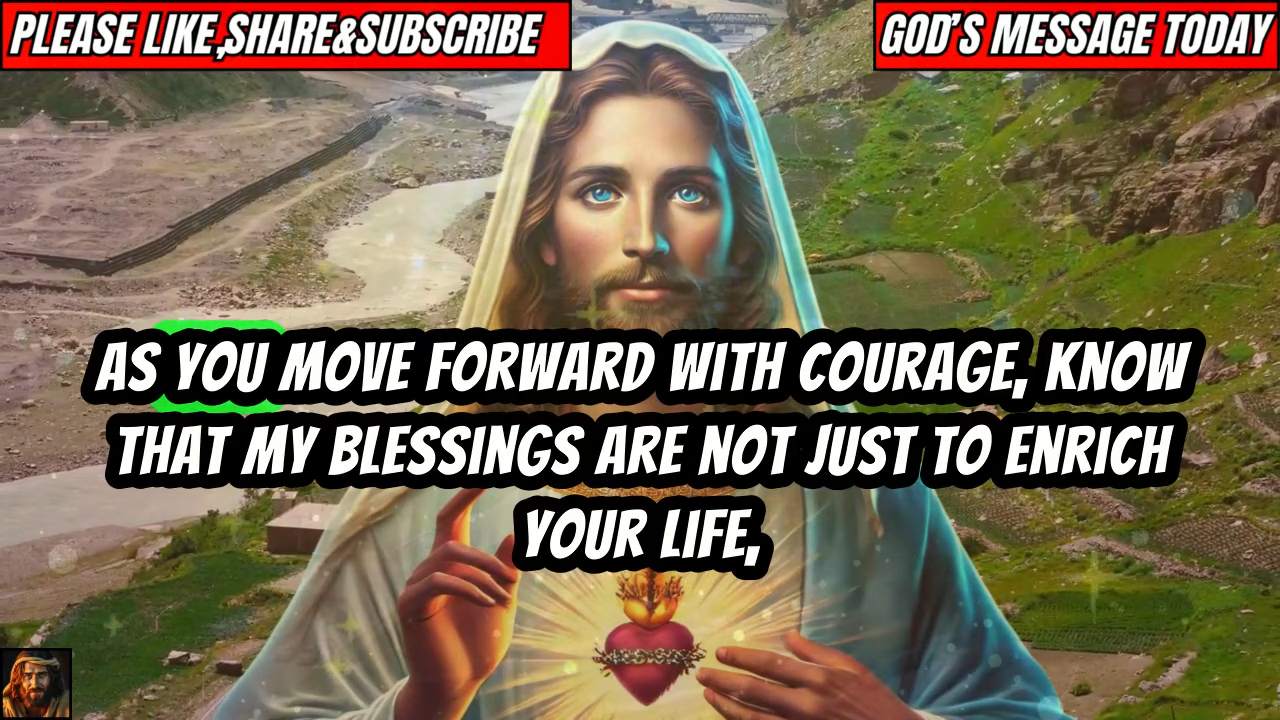 PLEASE LIKE,SHARE&SUBSCRIBE
GOD'S MESSAGE TODAY
AS YOU MOVE FORWARD WITH COURAGE, KNOW
THAT MY BLESSINGS ARE NOT JUST TO ENRICH
YOUR LIFE,